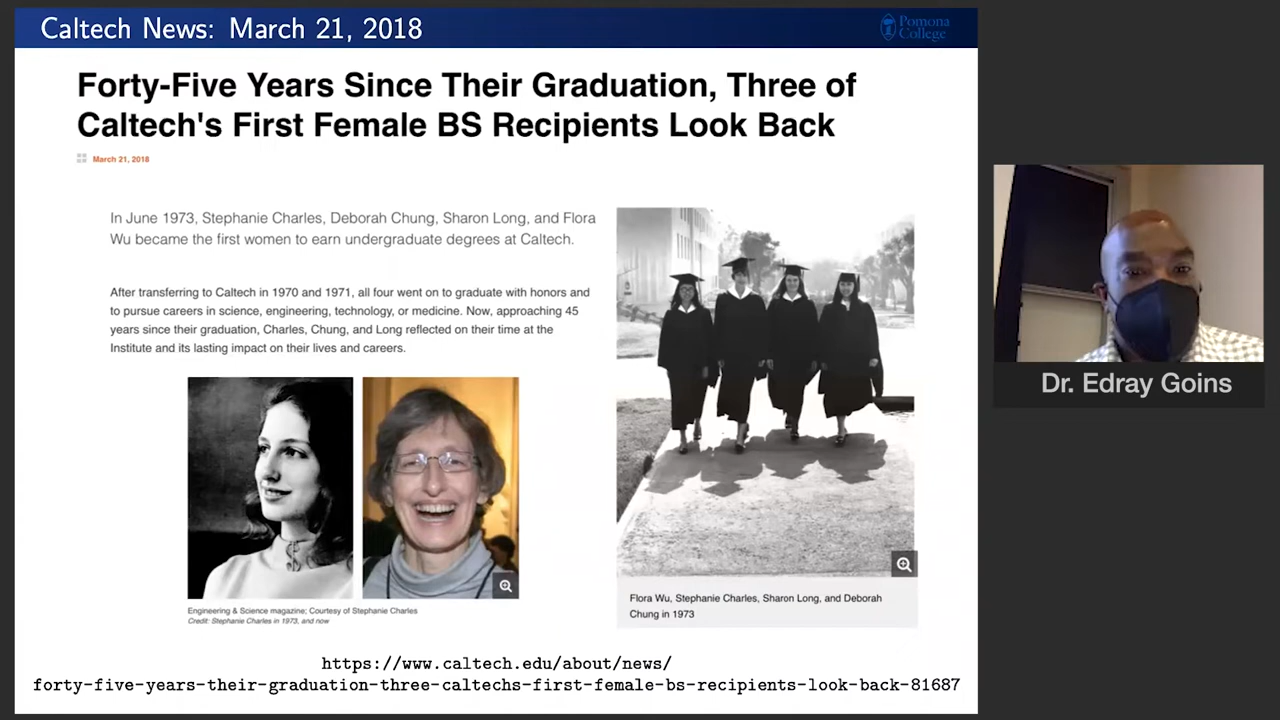 Caltech News: March 21, 2018
Pomona
College
Forty-Five Years Since Their Graduation, Three of
Caltech's First Female BS Recipients Look Back
March 21, 2018
In June 1973, Stephanie Charles, Deborah Chung, Sharon Long, and Flora
Wu became the first women to earn undergraduate degrees at Caltech.
After transferring to Caltech in 1970 and 1971, all four went on to graduate with honors and
to pursue careers in science, engineering, technology, or medicine. Now, approaching 45
years since their graduation, Charles, Chung, and Long reflected on their time at the
Institute and its lasting impact on their lives and careers.
Engineering & Science magazine; Courtesy of Stephanie Charles
Credit: Stephanie Charles in 1973, and now
Flora Wu, Stephanie Charles, Sharon Long, and Deborah
Chung in 1973
https://www.caltech.edu/about/news/
forty-five-years-their-graduation-three-caltechs-first-female-bs-recipients-look-back-81687
Dr. Edray Goins